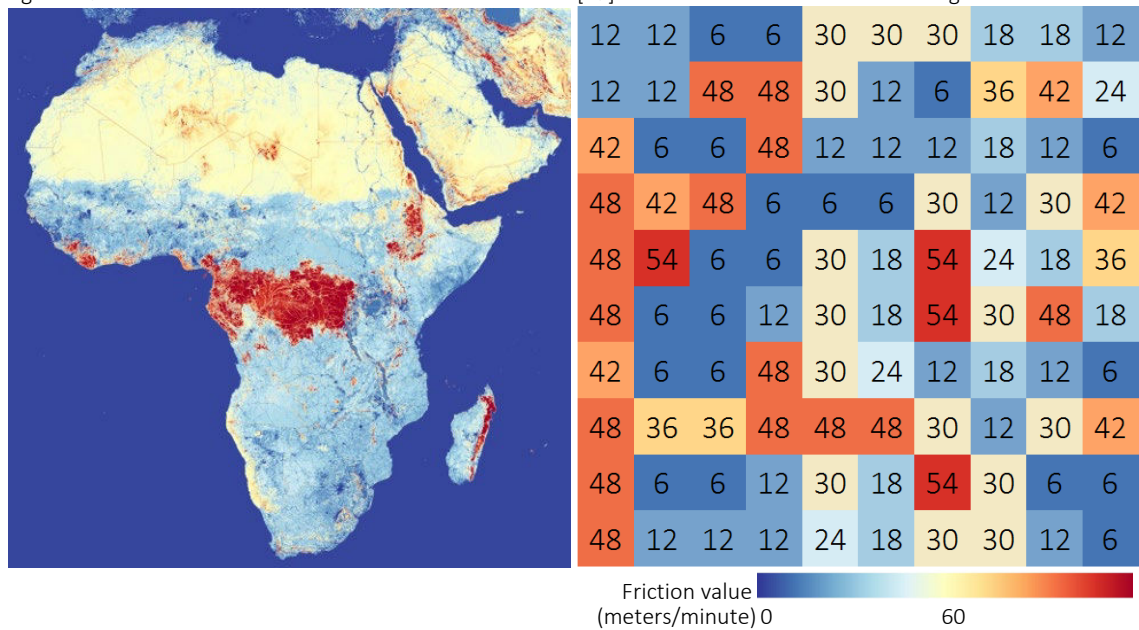 12 12 6 6 30 30 30 18 18 12
12 12 48 48 30 12 6 36 42 24
42 6 6 48 12 12 12 18 12 6
48 42 48 6 6 6 30 12 30 42
48 54 6 6 30 18 54 24 18 36
48 6 6 12 30 18 54 30 48 18
42 6 6 48 30 24 12 18 12 6
48 36 36 48 48 48 30 12 30 42
48 6 6 12 30 18 54 30 6 6
48 12 12 12 24 18 30 30 12 6
Friction value
(meters/minute) 0 60